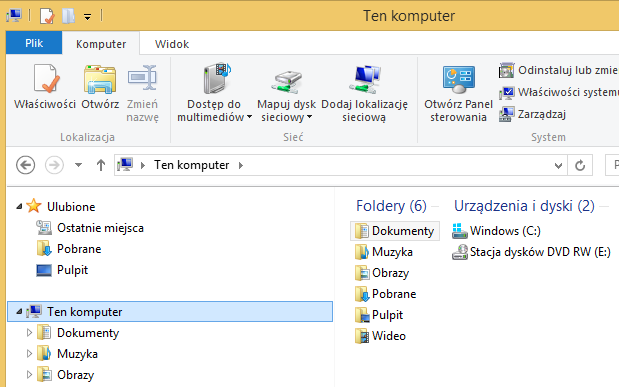 Ten komputer
Plik Komputer Widok
Właściwości Otwórz Zmień nazwę
Dostęp do multimediów Mapuj dysk sieciowy Dodaj lokalizację sieciową
Otwórz Panel sterowania
Odinstaluj lub zmie
Właściwości systemu
Zarządzaj
Lokalizacja Sieć System
Ten komputer
Ulubione
Ostatnie miejsca
Pobrane
Pulpit
Ten komputer
Dokumenty
Muzyka
Obrazy
Foldery (6)
Dokumenty
Muzyka
Obrazy
Pobrane
Pulpit
Wideo
Urządzenia i dyski (2)
Windows (C:)
Stacja dysków DVD RW (E:)